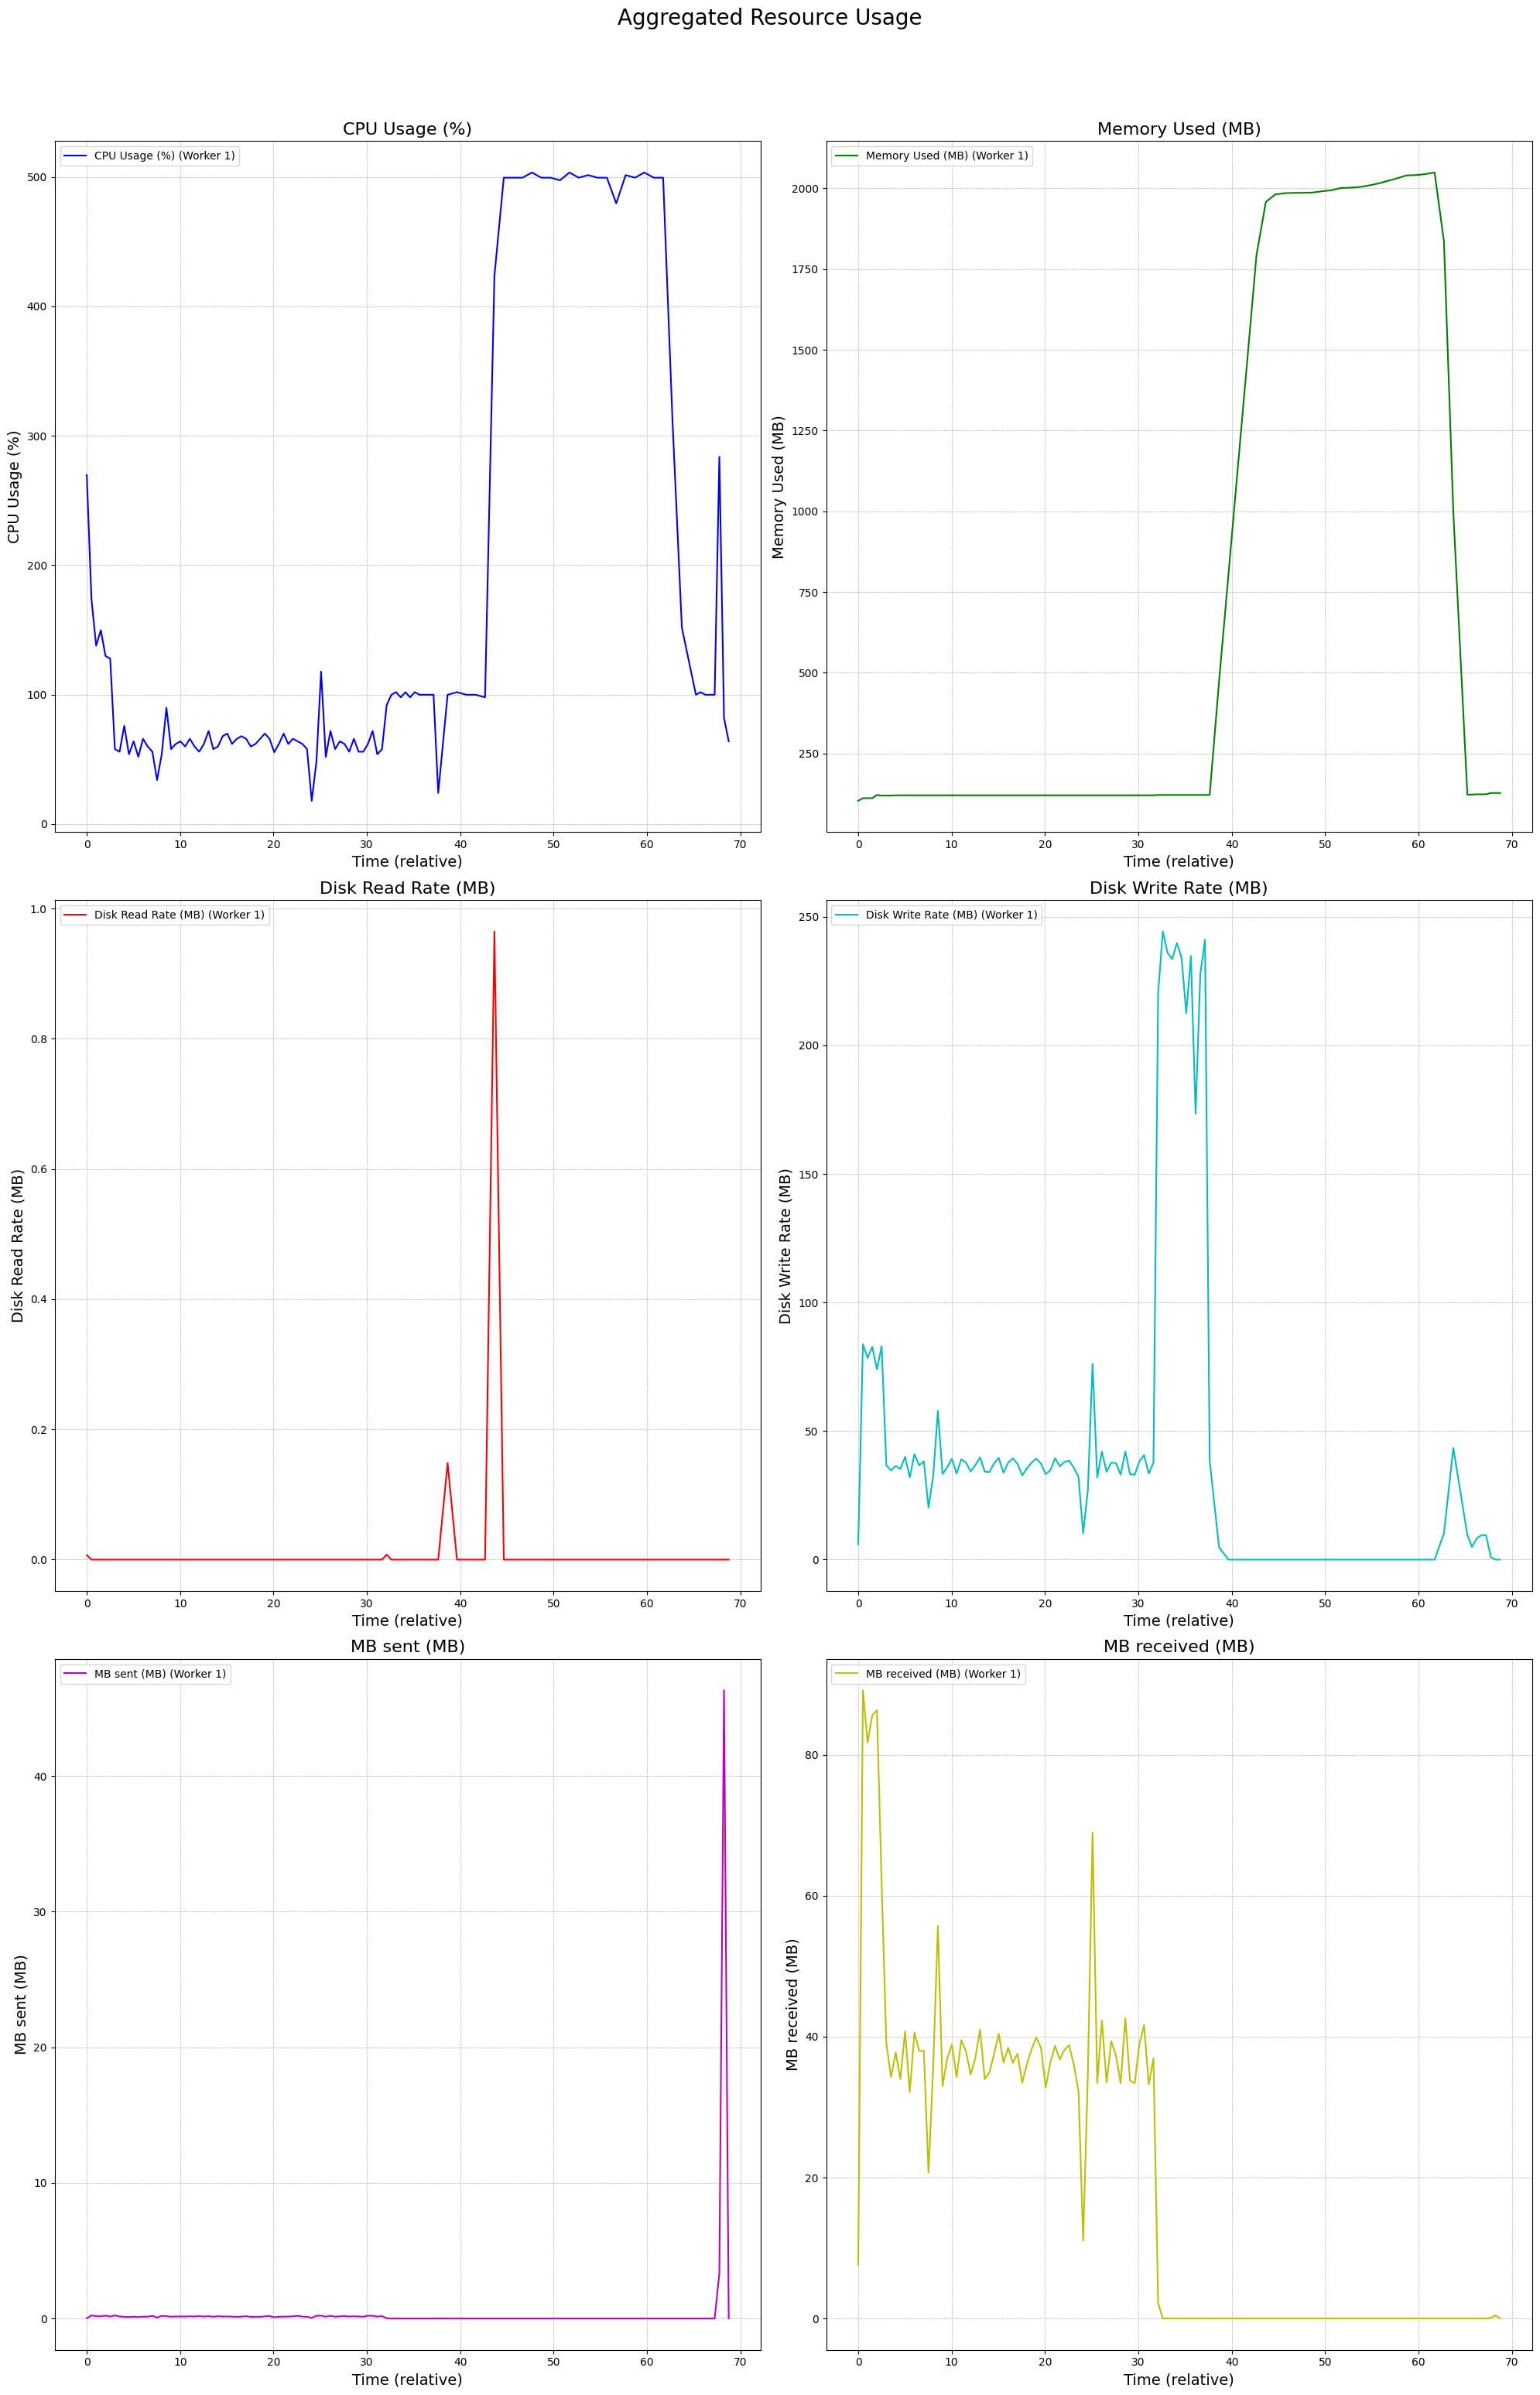 Aggregated Resource Usage
CPU Usage (%)
CPU Usage (%) (Worker 1)
CPU Usage (%)
500
400
300
200
100
0
0 10 20 30 40 50 60 70
Time (relative)
Memory Used (MB)
Memory Used (MB) (Worker 1)
Memory Used (MB)
2000
1750
1500
1250
1000
750
500
250
0 10 20 30 40 50 60 70
Time (relative)
Disk Read Rate (MB)
Disk Read Rate (MB) (Worker 1)
Disk Read Rate (MB)
1.0
0.8
0.6
0.4
0.2
0.0
0 10 20 30 40 50 60 70
Time (relative)
Disk Write Rate (MB)
Disk Write Rate (MB) (Worker 1)
Disk Write Rate (MB)
250
200
150
100
50
0
0 10 20 30 40 50 60 70
Time (relative)
MB sent (MB)
MB sent (MB) (Worker 1)
MB sent (MB)
40
30
20
10
0
0 10 20 30 40 50 60 70
Time (relative)
MB received (MB)
MB received (MB) (Worker 1)
MB received (MB)
80
60
40
20
0
0 10 20 30 40 50 60 70
Time (relative)